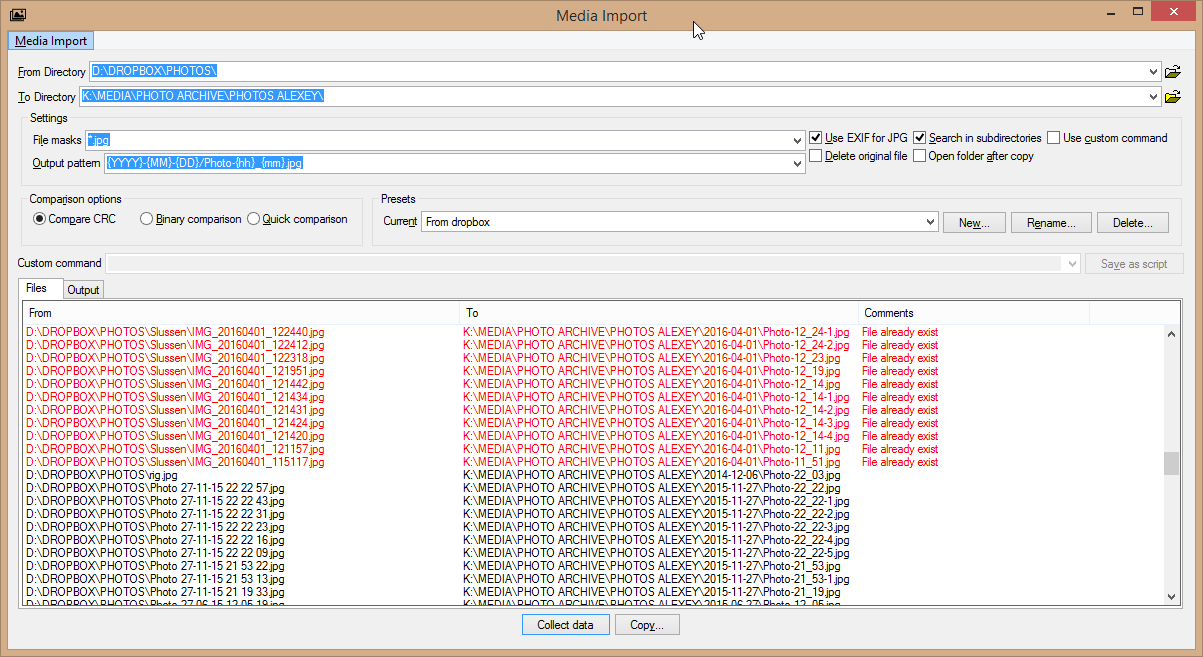 Media Import
Media Import
From Directory D:\DROPBOX\PHOTOS\
To Directory K:\MEDIA\PHOTO ARCHIVE\PHOTOS ALEXEY\
Settings
File masks *.jpg
Use EXIF for JPG Search in subdirectories Use custom command
Output pattern {YYYY}-{MM}-{DD}/Photo-{hh}_{mm}.jpg
Delete original file Open folder after copy
Comparison options
Compare CRC Binary comparison Quick comparison
Presets
Current From dropbox New... Rename... Delete...
Custom command Save as script
Files Output
From To Comments
D:\DROPBOX\PHOTOS\Slussen\IMG_20160401_122440.jpg K:\MEDIA\PHOTO ARCHIVE\PHOTOS ALEXEY\2016-04-01\Photo-12_24-1.jpg File already exist
D:\DROPBOX\PHOTOS\Slussen\IMG_20160401_122412.jpg K:\MEDIA\PHOTO ARCHIVE\PHOTOS ALEXEY\2016-04-01\Photo-12_24-2.jpg File already exist
D:\DROPBOX\PHOTOS\Slussen\IMG_20160401_122318.jpg K:\MEDIA\PHOTO ARCHIVE\PHOTOS ALEXEY\2016-04-01\Photo-12_23.jpg File already exist
D:\DROPBOX\PHOTOS\Slussen\IMG_20160401_121951.jpg K:\MEDIA\PHOTO ARCHIVE\PHOTOS ALEXEY\2016-04-01\Photo-12_19.jpg File already exist
D:\DROPBOX\PHOTOS\Slussen\IMG_20160401_121442.jpg K:\MEDIA\PHOTO ARCHIVE\PHOTOS ALEXEY\2016-04-01\Photo-12_14.jpg File already exist
D:\DROPBOX\PHOTOS\Slussen\IMG_20160401_121434.jpg K:\MEDIA\PHOTO ARCHIVE\PHOTOS ALEXEY\2016-04-01\Photo-12_14-1.jpg File already exist
D:\DROPBOX\PHOTOS\Slussen\IMG_20160401_121431.jpg K:\MEDIA\PHOTO ARCHIVE\PHOTOS ALEXEY\2016-04-01\Photo-12_14-2.jpg File already exist
D:\DROPBOX\PHOTOS\Slussen\IMG_20160401_121424.jpg K:\MEDIA\PHOTO ARCHIVE\PHOTOS ALEXEY\2016-04-01\Photo-12_14-3.jpg File already exist
D:\DROPBOX\PHOTOS\Slussen\IMG_20160401_121420.jpg K:\MEDIA\PHOTO ARCHIVE\PHOTOS ALEXEY\2016-04-01\Photo-12_14-4.jpg File already exist
D:\DROPBOX\PHOTOS\Slussen\IMG_20160401_121157.jpg K:\MEDIA\PHOTO ARCHIVE\PHOTOS ALEXEY\2016-04-01\Photo-12_11.jpg File already exist
D:\DROPBOX\PHOTOS\Slussen\IMG_20160401_115117.jpg K:\MEDIA\PHOTO ARCHIVE\PHOTOS ALEXEY\2016-04-01\Photo-11_51.jpg File already exist
D:\DROPBOX\PHOTOS\rig.jpg K:\MEDIA\PHOTO ARCHIVE\PHOTOS ALEXEY\2014-12-06\Photo-22_03.jpg
D:\DROPBOX\PHOTOS\Photo 27-11-15 22 22 57.jpg K:\MEDIA\PHOTO ARCHIVE\PHOTOS ALEXEY\2015-11-27\Photo-22_22.jpg
D:\DROPBOX\PHOTOS\Photo 27-11-15 22 22 43.jpg K:\MEDIA\PHOTO ARCHIVE\PHOTOS ALEXEY\2015-11-27\Photo-22_22-1.jpg
D:\DROPBOX\PHOTOS\Photo 27-11-15 22 22 31.jpg K:\MEDIA\PHOTO ARCHIVE\PHOTOS ALEXEY\2015-11-27\Photo-22_22-2.jpg
D:\DROPBOX\PHOTOS\Photo 27-11-15 22 22 23.jpg K:\MEDIA\PHOTO ARCHIVE\PHOTOS ALEXEY\2015-11-27\Photo-22_22-3.jpg
D:\DROPBOX\PHOTOS\Photo 27-11-15 22 22 16.jpg K:\MEDIA\PHOTO ARCHIVE\PHOTOS ALEXEY\2015-11-27\Photo-22_22-4.jpg
D:\DROPBOX\PHOTOS\Photo 27-11-15 22 22 09.jpg K:\MEDIA\PHOTO ARCHIVE\PHOTOS ALEXEY\2015-11-27\Photo-22_22-5.jpg
D:\DROPBOX\PHOTOS\Photo 27-11-15 21 53 22.jpg K:\MEDIA\PHOTO ARCHIVE\PHOTOS ALEXEY\2015-11-27\Photo-21_53.jpg
D:\DROPBOX\PHOTOS\Photo 27-11-15 21 53 13.jpg K:\MEDIA\PHOTO ARCHIVE\PHOTOS ALEXEY\2015-11-27\Photo-21_53-1.jpg
D:\DROPBOX\PHOTOS\Photo 27-11-15 21 19 33.jpg K:\MEDIA\PHOTO ARCHIVE\PHOTOS ALEXEY\2015-11-27\Photo-21_19.jpg
D:\DROPBOX\PHOTOS\Photo 27-06-15 12 05 19.jpg K:\MEDIA\PHOTO ARCHIVE\PHOTOS ALEXEY\2015-06-27\Photo-12_05.jpg
Collect data Copy...